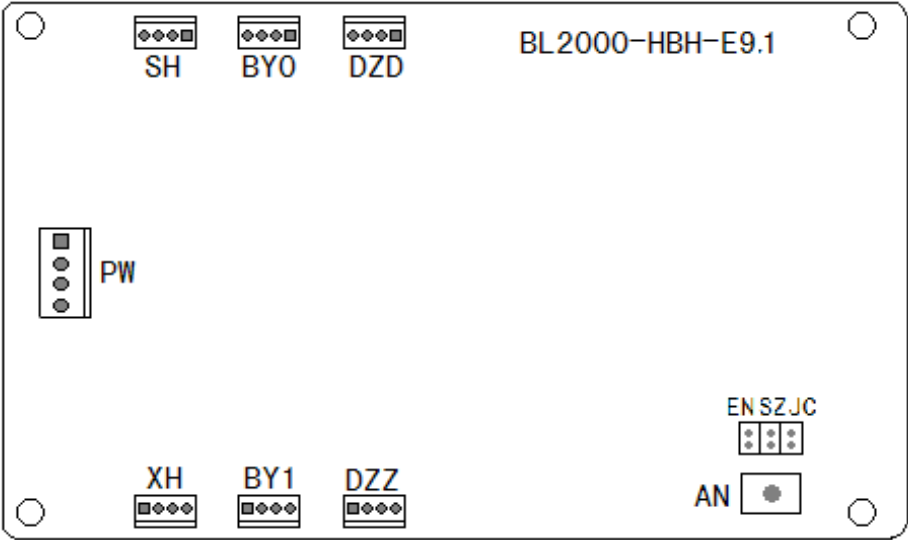 BL2000-HBH-E9.1
SH BY0 DZD
PW
EN SZ JC
XH BY1 DZZ
AN